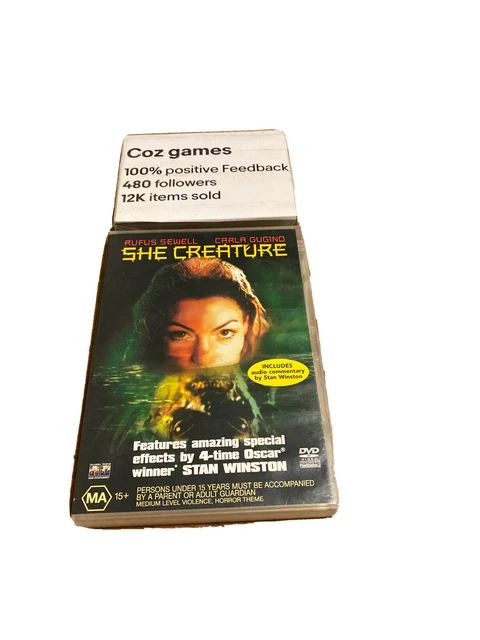 Coz games
100% positive Feedback
480 followers
12K items sold
RUFUS SEWELL CARLA GUGINO
SHE CREATURE
INCLUDES
audio commentary
by Stan Winston
Features amazing special
effects by 4-time Oscar®
winner* STAN WINSTON
DVD
MA 15+
PERSONS UNDER 15 YEARS MUST BE ACCOMPANIED
BY A PARENT OR ADULT GUARDIAN
MEDIUM LEVEL VIOLENCE, HORROR THEME